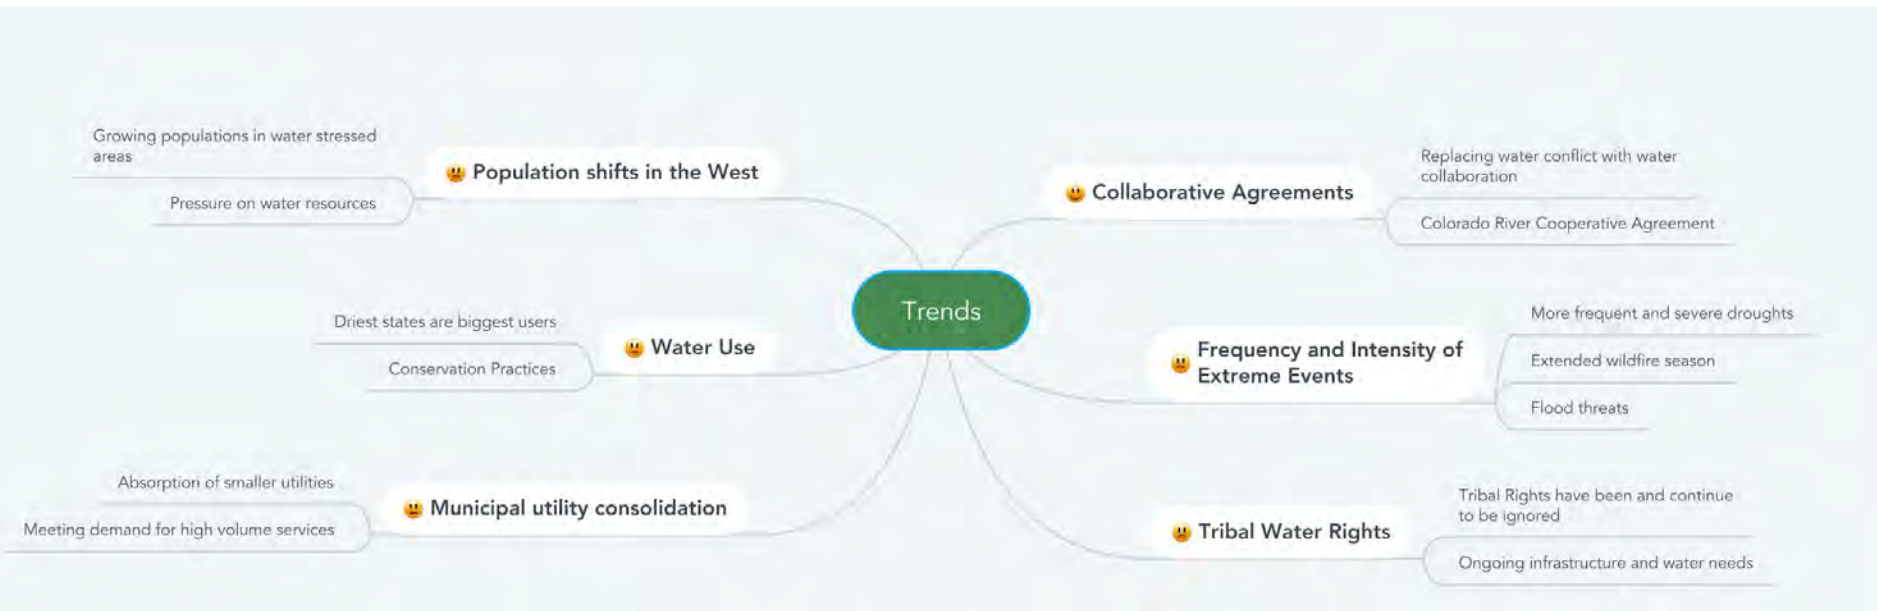 Growing populations in water stressed
areas
Pressure on water resources
Population shifts in the West
Driest states are biggest users
Conservation Practices
Water Use
Absorption of smaller utilities
Meeting demand for high volume services
Municipal utility consolidation
Trends
Collaborative Agreements
Replacing water conflict with water
collaboration
Colorado River Cooperative Agreement
Frequency and Intensity of
Extreme Events
More frequent and severe droughts
Extended wildfire season
Flood threats
Tribal Water Rights
Tribal Rights have been and continue
to be ignored
Ongoing infrastructure and water needs